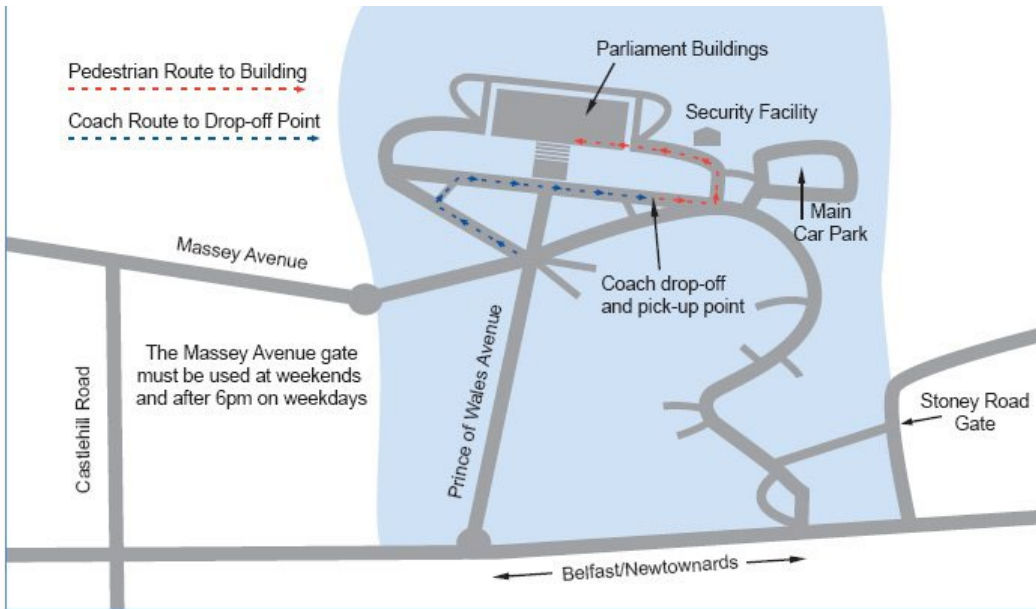 Pedestrian Route to Building
Coach Route to Drop-off Point
Parliament Buildings
Security Facility
Main
Car Park
Massey Avenue
Coach drop-off
and pick-up point
The Massey Avenue gate
must be used at weekends
and after 6pm on weekdays
Castlehill Road
Prince of Wales Avenue
Stoney Road
Gate
Belfast/Newtownards